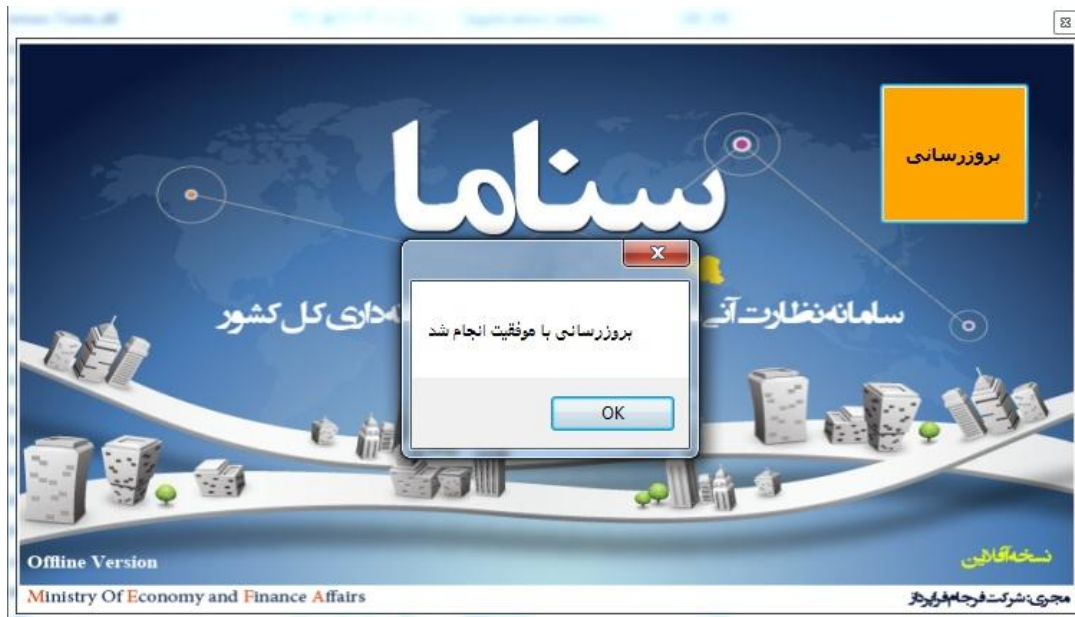 بروزرسانی
سناما
سامانه نظارت آنی
داری کل کشور
بروزرسانی با موفقیت انجام شد
OK
Offline Version
نسخه آفلاین
Ministry Of Economy and Finance Affairs
مجری: شرکت فرجام فراپرداز